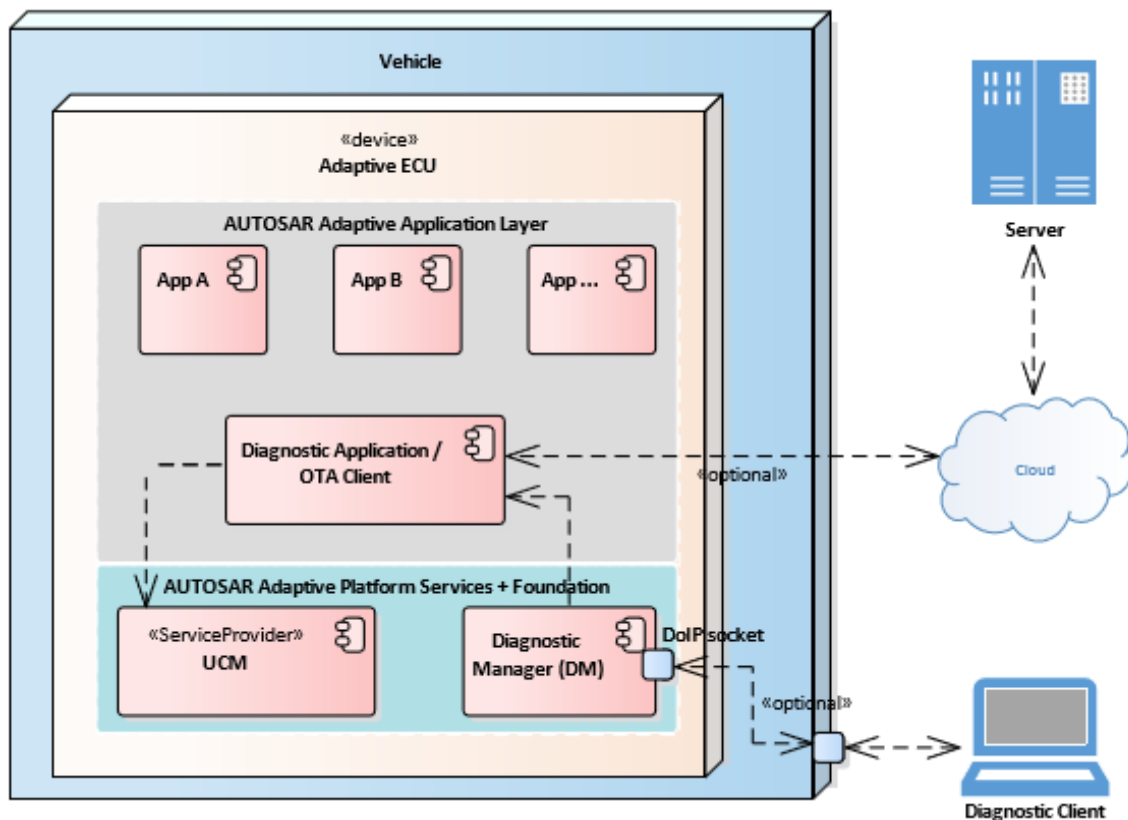 Vehicle
«device»
Adaptive ECU
AUTOSAR Adaptive Application Layer
App A
App B
App ...
Diagnostic Application /
OTA Client
«optional»
AUTOSAR Adaptive Platform Services + Foundation
«ServiceProvider»
UCM
Diagnostic
Manager (DM)
DoIP socket
«optional»
Server
Cloud
Diagnostic Client